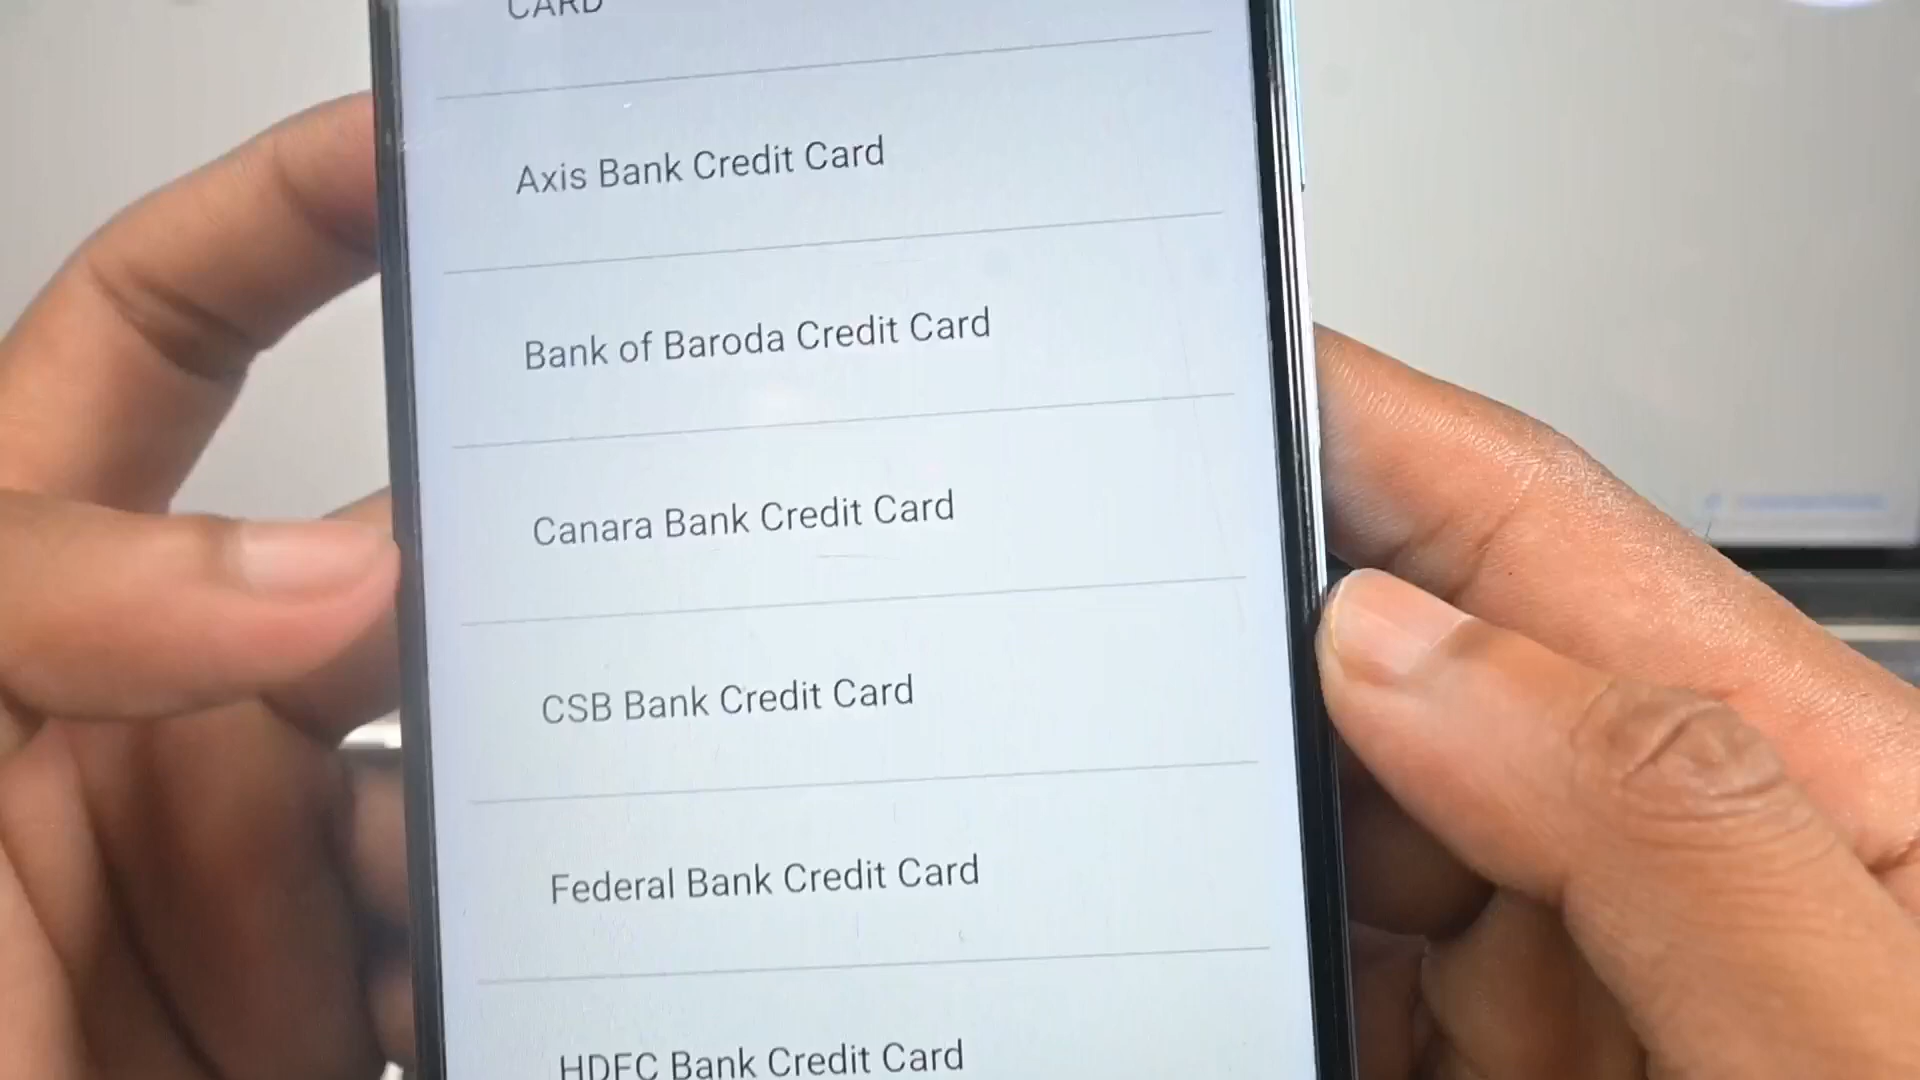 CARD
Axis Bank Credit Card
Bank of Baroda Credit Card
Canara Bank Credit Card
CSB Bank Credit Card
Federal Bank Credit Card
HDFC Bank Credit Card